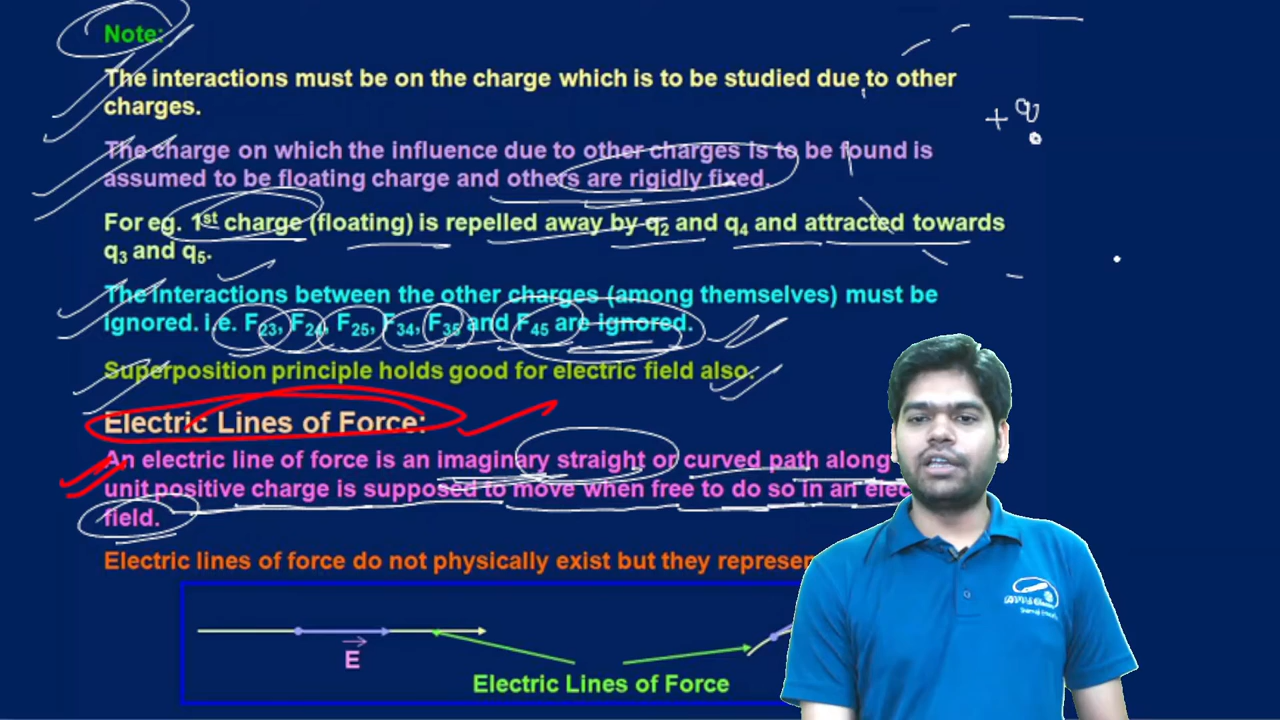 Note:
The interactions must be on the charge which is to be studied due to other
charges.
+ q
The charge on which the influence due to other charges is to be found is
assumed to be floating charge and others are rigidly fixed.
For eg. 1st charge (floating) is repelled away by q2 and q4 and attracted towards
q3 and q5.
The interactions between the other charges (among themselves) must be
ignored. i.e. F23, F24, F25, F34, F35 and F45 are ignored.
Superposition principle holds good for electric field also.
Electric Lines of Force:
An electric line of force is an imaginary straight or curved path along
unit positive charge is supposed to move when free to do so in an
field.
Electric lines of force do not physically exist but they
E
Electric Lines of Force